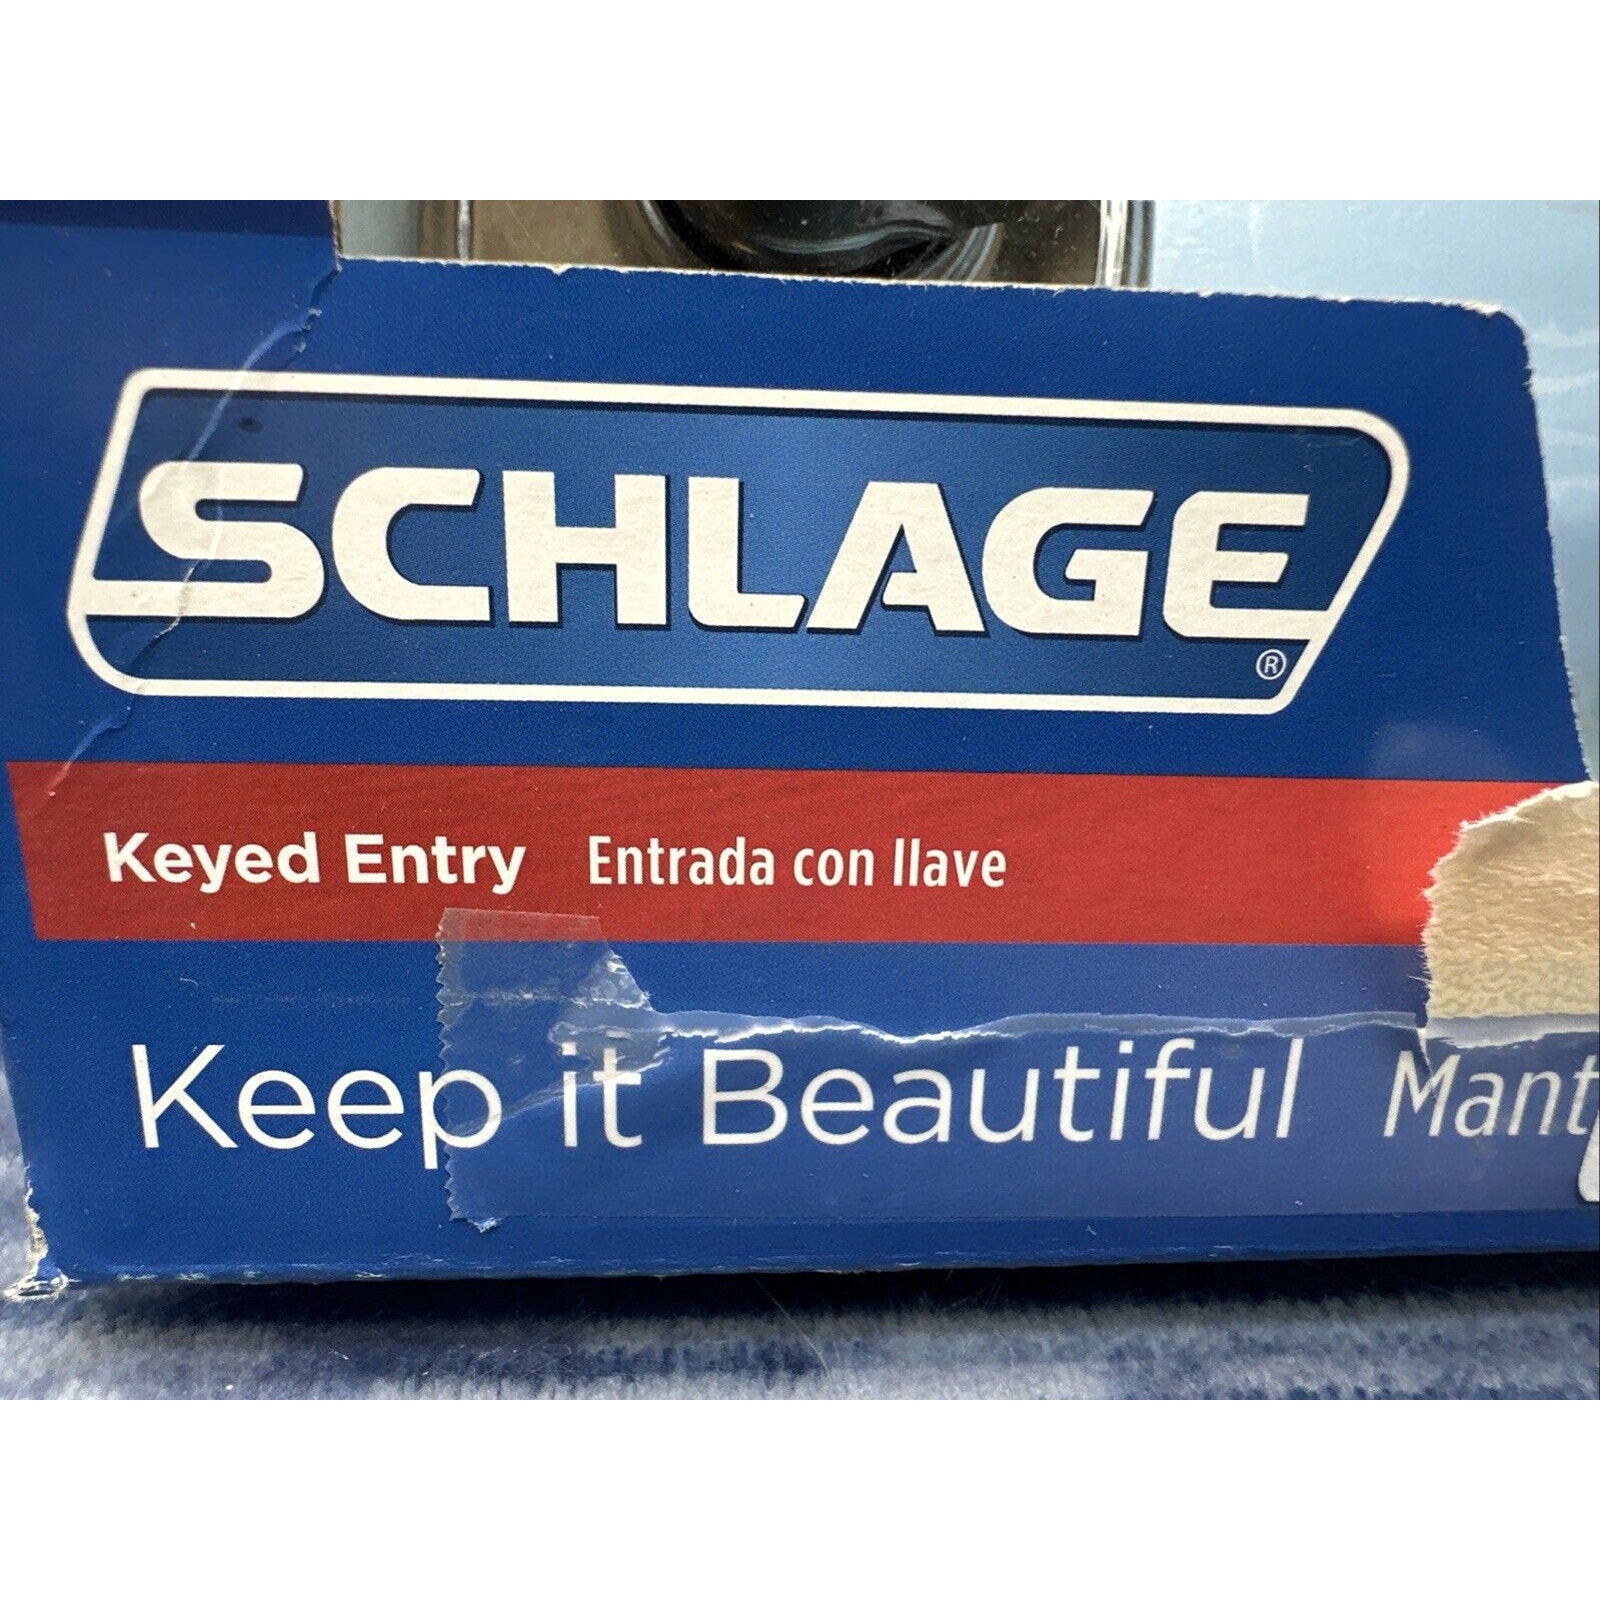 SCHLAGE®
Keyed Entry Entrada con llave
Keep it Beautiful